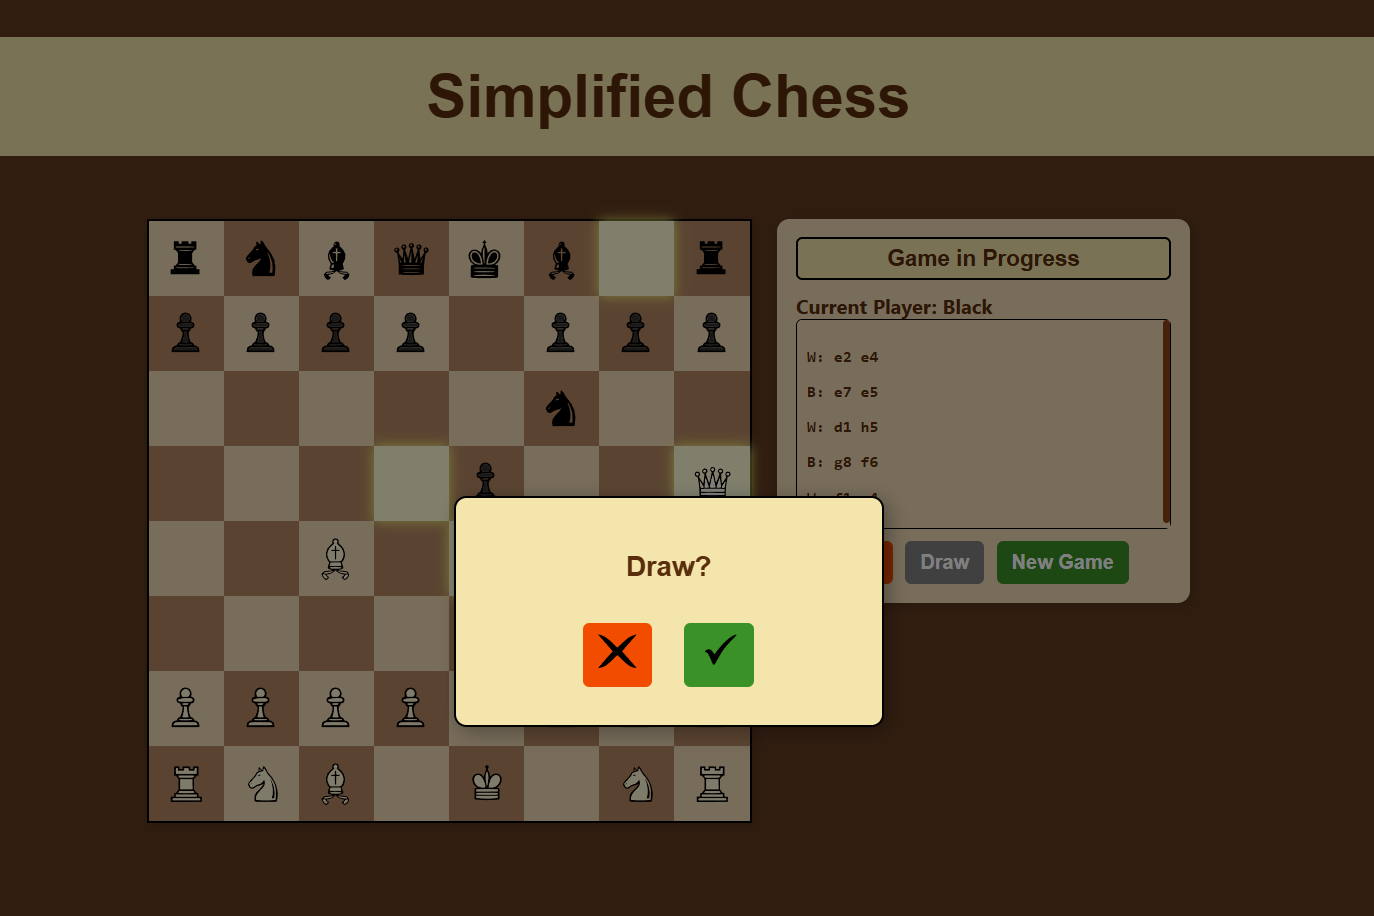 Simplified Chess
Game in Progress
Current Player: Black
W: e2 e4
B: e7 e5
W: d1 h5
B: g8 f6
Draw?
Draw
New Game